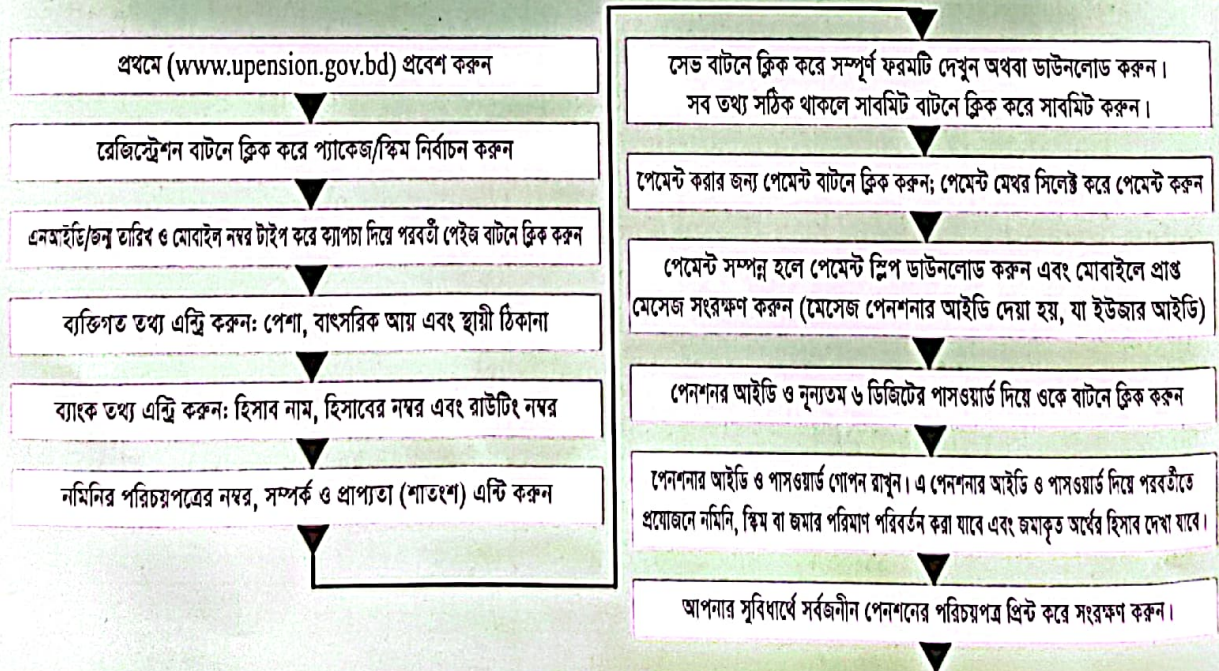 প্রথমে (www.upension.gov.bd) প্রবেশ করুন
রেজিস্ট্রেশন বাটনে ক্লিক করে প্যাকেজ/স্কিম নির্বাচন করুন
এনআইডি/জন্ম তারিখ ও মোবাইল নম্বর টাইপ করে ক্যাপচা দিয়ে পরবর্তী পেইজ বাটনে ক্লিক করুন
ব্যক্তিগত তথ্য এন্ট্রি করুন: পেশা, বাৎসরিক আয় এবং স্থায়ী ঠিকানা
ব্যাংক তথ্য এন্ট্রি করুন: হিসাব নাম, হিসাবের নম্বর এবং রাউটিং নম্বর
নমিনির পরিচয়পত্রের নম্বর, সম্পর্ক ও প্রাপ্যতা (শাতংশ) এন্টি করুন
সেভ বাটনে ক্লিক করে সম্পূর্ণ ফরমটি দেখুন অথবা ডাউনলোড করুন।
সব তথ্য সঠিক থাকলে সাবমিট বাটনে ক্লিক করে সাবমিট করুন।
পেমেন্ট করার জন্য পেমেন্ট বাটনে ক্লিক করুন; পেমেন্ট মেথর সিলেক্ট করে পেমেন্ট করুন
পেমেন্ট সম্পন্ন হলে পেমেন্ট স্লিপ ডাউনলোড করুন এবং মোবাইলে প্রাপ্ত
মেসেজ সংরক্ষণ করুন (মেসেজ পেনশনার আইডি দেয়া হয়, যা ইউজার আইডি)
পেনশনর আইডি ও নূন্যতম ৬ ডিজিটের পাসওয়ার্ড দিয়ে ওকে বাটনে ক্লিক করুন
পেনশনার আইডি ও পাসওয়ার্ড গোপন রাখুন। এ পেনশনার আইডি ও পাসওয়ার্ড দিয়ে পরবর্তীতে
প্রয়োজনে নমিনি, স্কিম বা জমার পরিমাণ পরিবর্তন করা যাবে এবং জমাকৃত অর্থের হিসাব দেখা যাবে।
আপনার সুবিধার্থে সর্বজনীন পেনশনের পরিচয়পত্র প্রিন্ট করে সংরক্ষণ করুন।